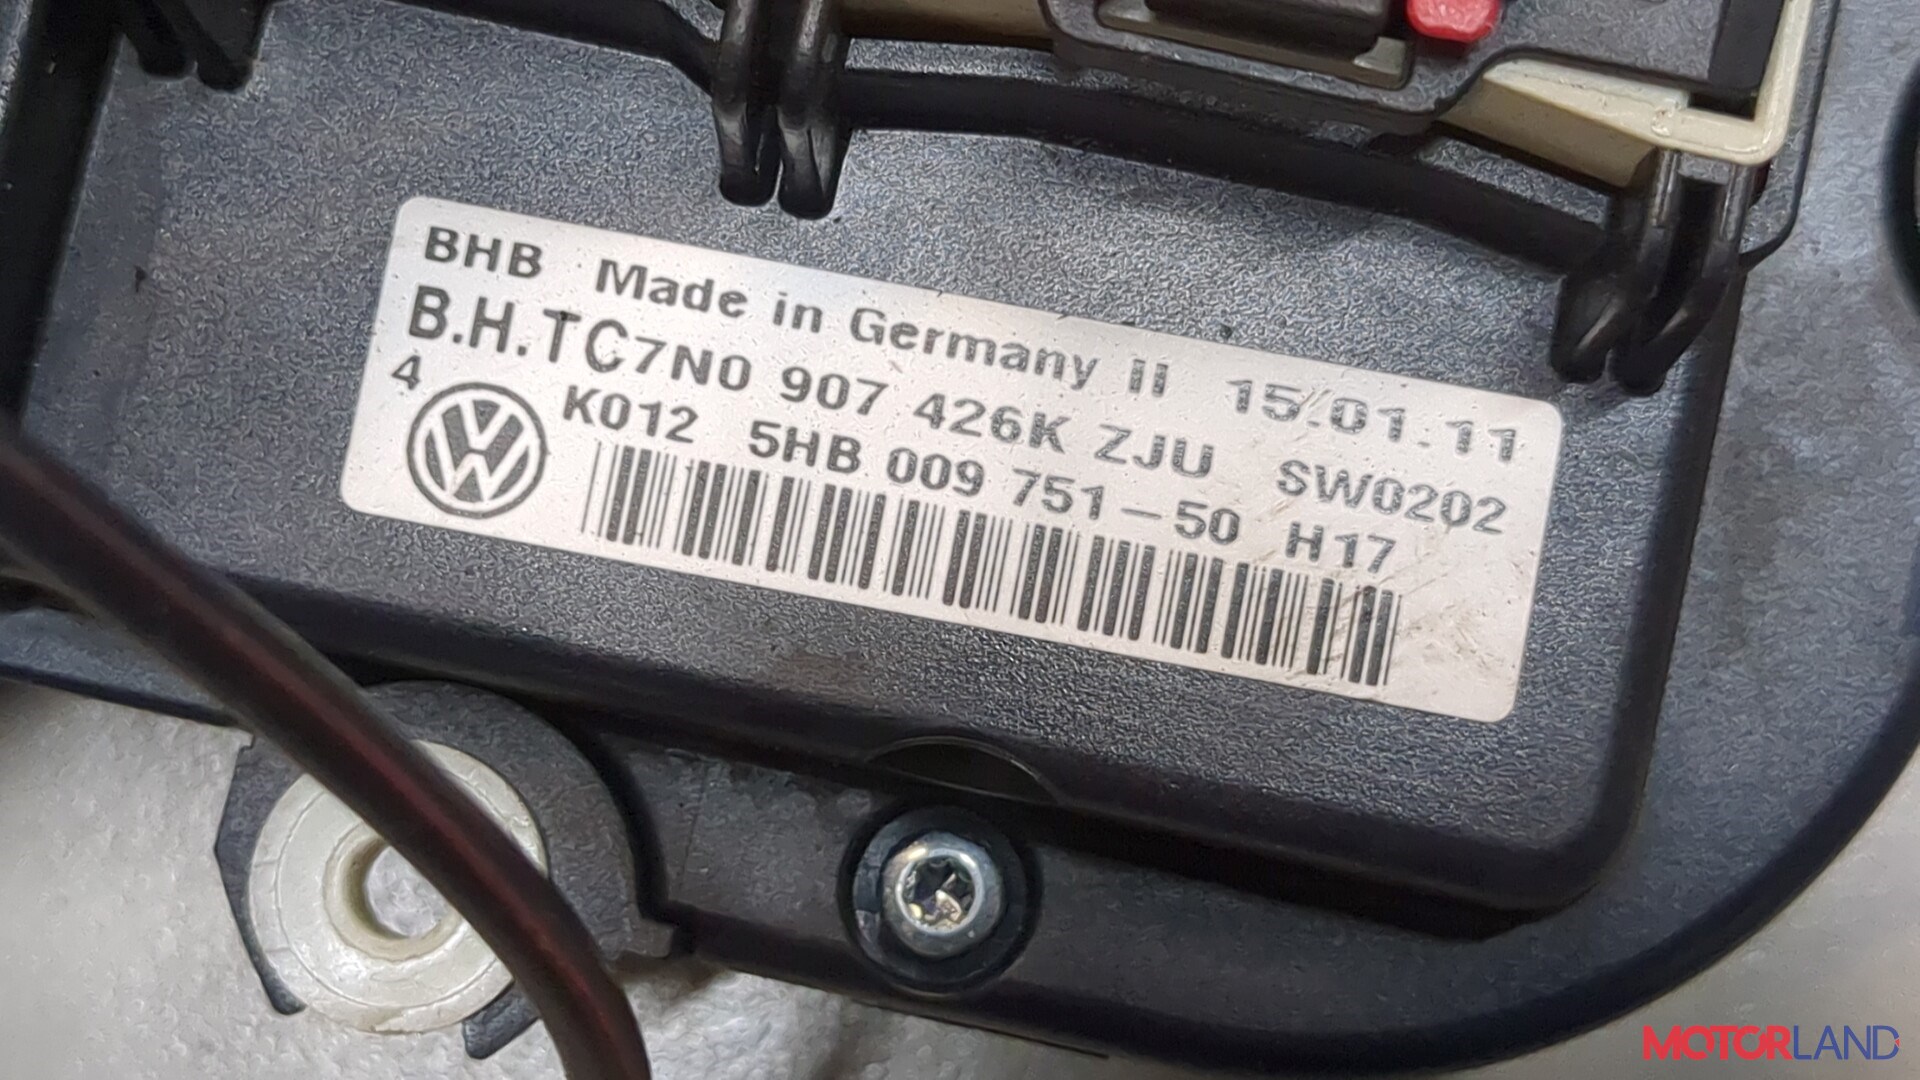 BHB Made in Germany II 15.01.11
B.H.TC7N0 907 426K ZJU SW0202
4 K012 5HB 009 751-50 H17
MOTORLAND